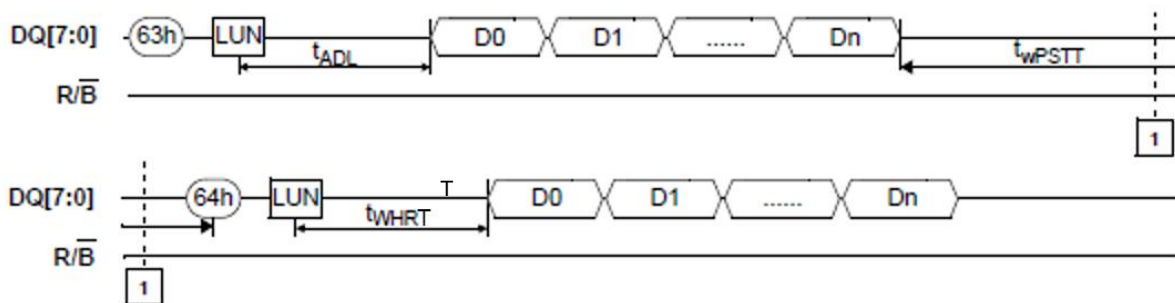 DQ[7:0] 63h LUN D0 D1 ...... Dn
tADL twPSTT
R/B
1
T
DQ[7:0] 64h LUN D0 D1 ...... Dn
tWHRT
R/B
1